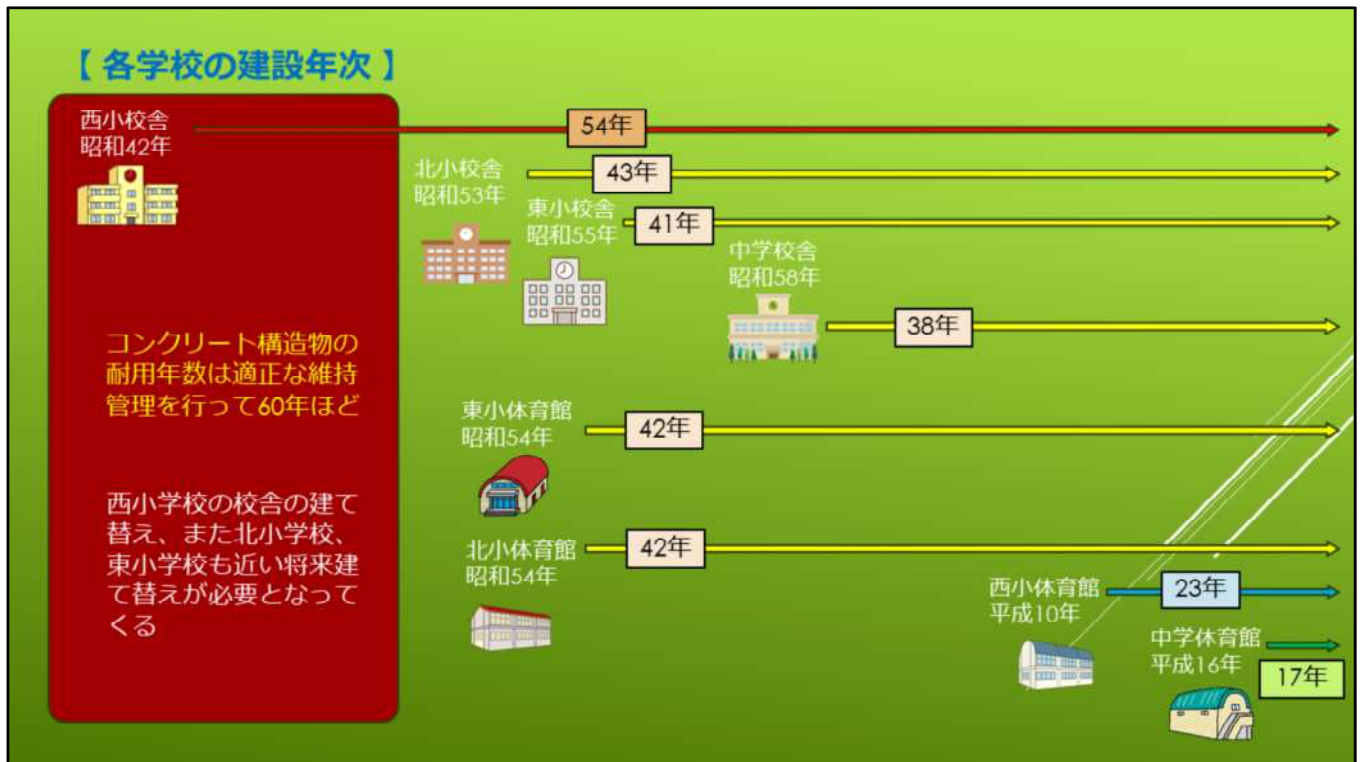 【 各学校の建設年次 】
西小校舎
昭和42年
54年
北小校舎
昭和53年
43年
東小校舎
昭和55年
41年
中学校舎
昭和58年
38年
コンクリート構造物の
耐用年数は適正な維持
管理を行って60年ほど
東小体育館
昭和54年
42年
西小学校の校舎の建て
替え、また北小学校、
東小学校も近い将来建
て替えが必要となって
くる
北小体育館
昭和54年
42年
西小体育館
平成10年
23年
中学体育館
平成16年
17年